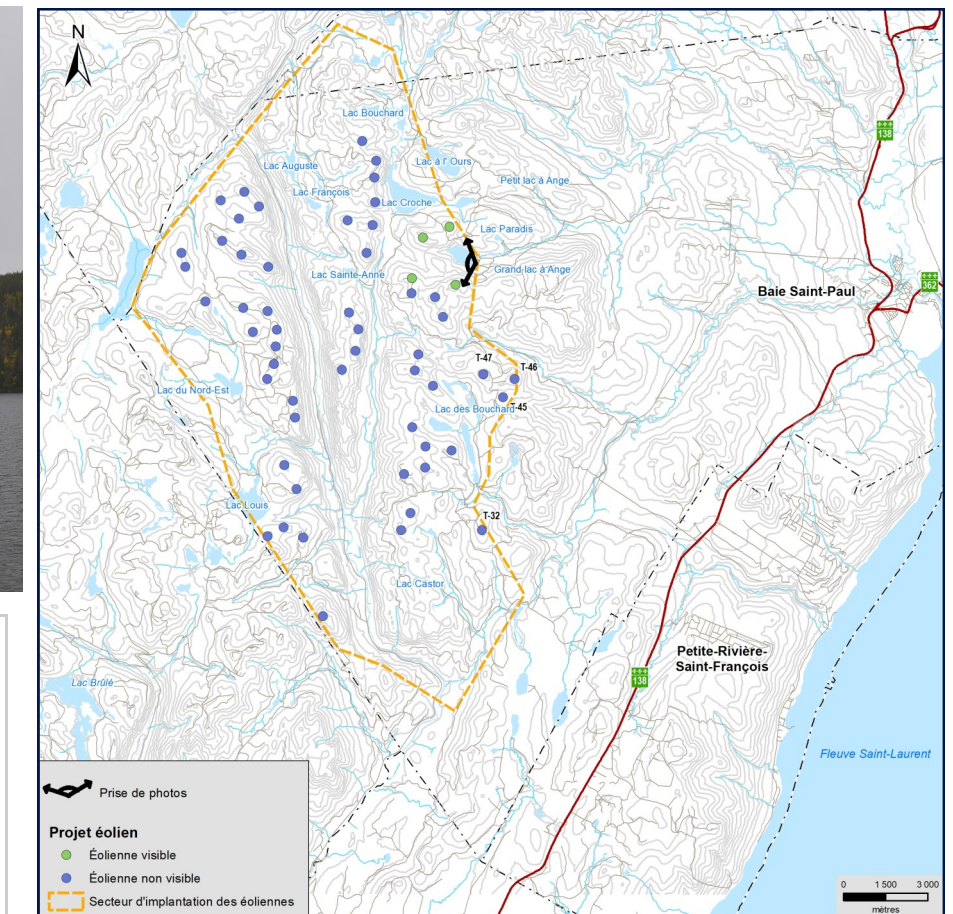 N
138
Lac Bouchard
Lac Auguste
Lac à l' Ours
Petit lac à Ange
Lac François
Lac Croche
Lac Paradis
Lac Sainte-Anne
Grand lac à Ange
362
Baie Saint-Paul
T-47
T-46
Lac du Nord-Est
Lac des Bouchard
T-45
Lac Louis
T-32
Lac Castor
Petite-Rivière-
Saint-François
138
Lac Brûlé
Fleuve Saint-Laurent
Prise de photos
Projet éolien
Éolienne visible
Éolienne non visible
Secteur d'implantation des éoliennes
0 1 500 3 000
mètres